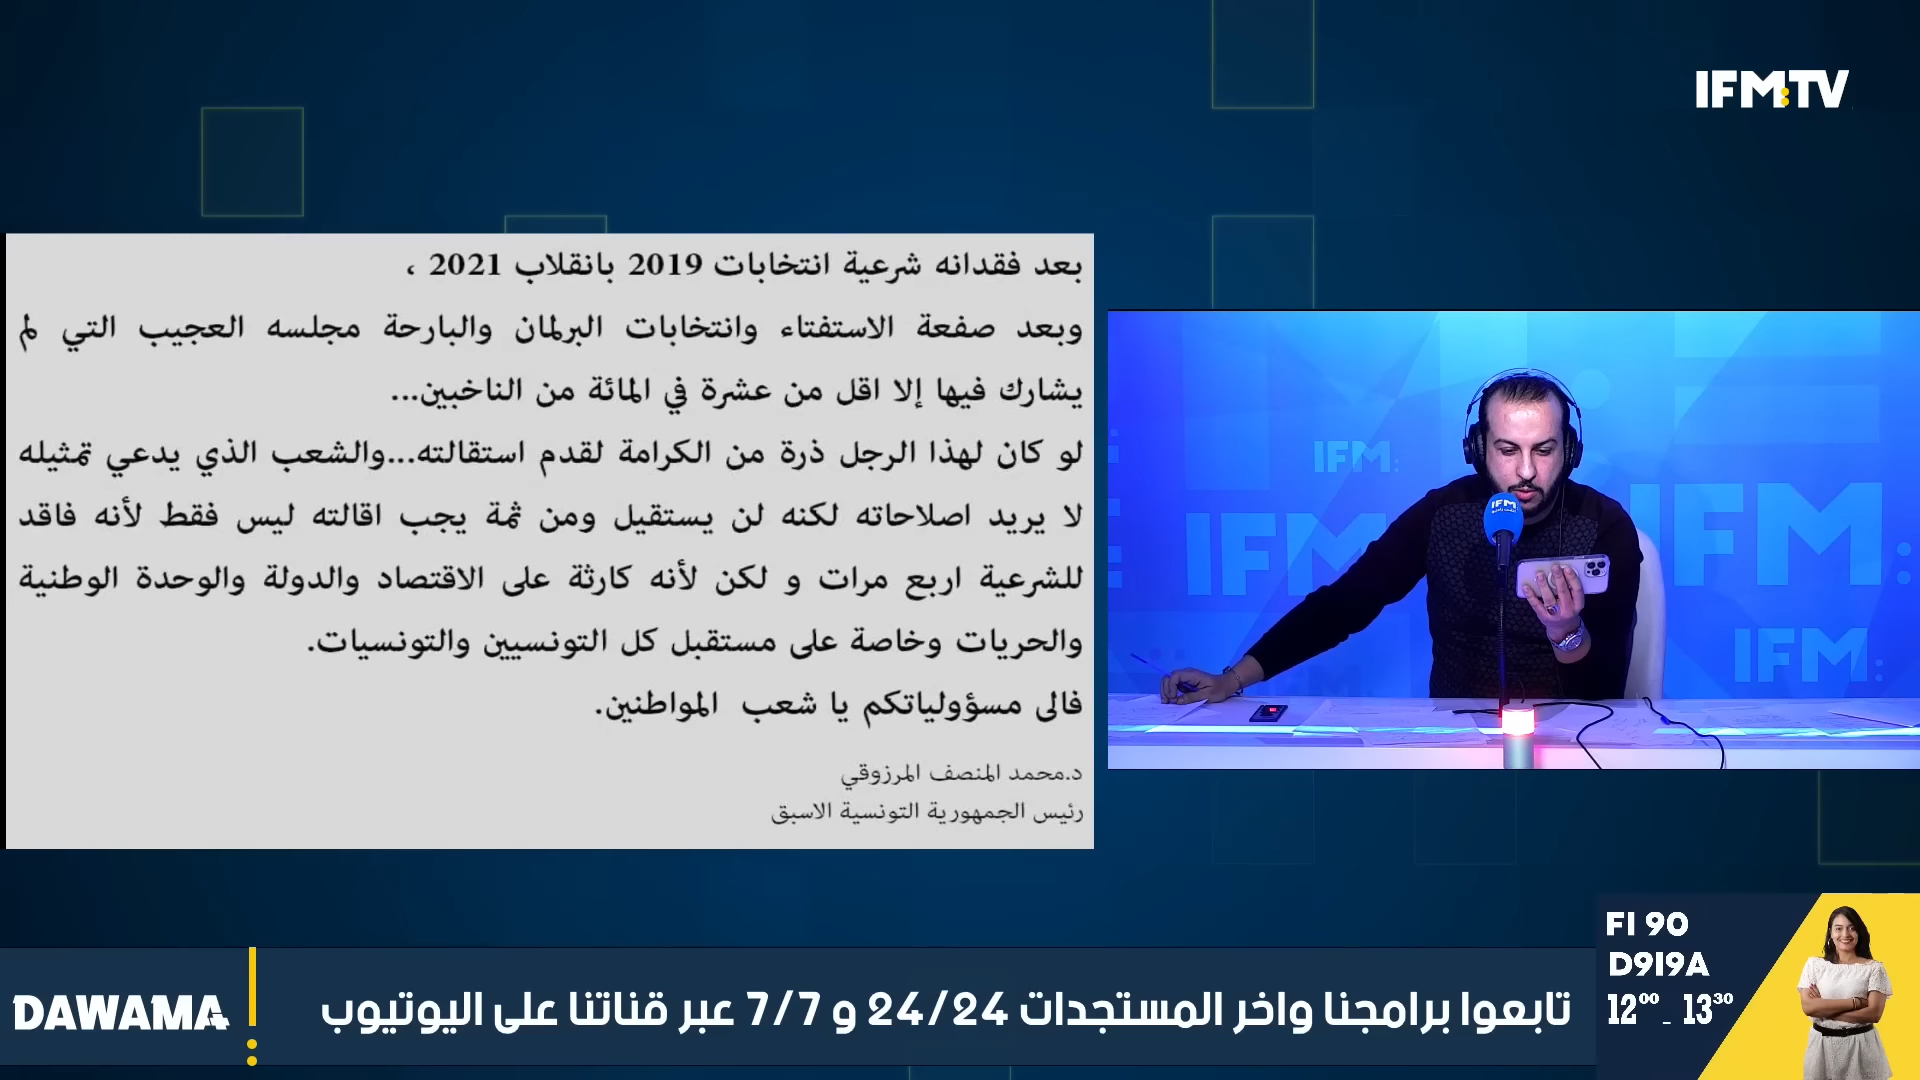 IFM:TV
بعد فقدانه شرعية انتخابات 2019 بانقلاب 2021 ،
وبعد صفعة الاستفتاء وانتخابات البرلمان والبارحة مجلسه العجيب التي لم
يشارك فيها إلا اقل من عشرة في المائة من الناخبين...
لو كان لهذا الرجل ذرة من الكرامة لقدم استقالته...والشعب الذي يدعي تمثيله
لا يريد اصلاحاته لكنه لن يستقيل ومن ثمة يجب اقالته ليس فقط لأنه فاقد
للشرعية اربع مرات و لكن لأنه كارثة على الاقتصاد والدولة والوحدة الوطنية
والحريات وخاصة على مستقبل كل التونسيين والتونسيات.
فالى مسؤولياتكم يا شعب المواطنين.
د.محمد المنصف المرزوقي
رئيس الجمهورية التونسية الاسبق
IFM:
IFM
IFM:
IFM:
IFM
FI 90
D9I9A
12⁰⁰ - 13³⁰
DAWAMA
تابعوا برامجنا واخر المستجدات 24/24 و 7/7 عبر قناتنا على اليوتيوب